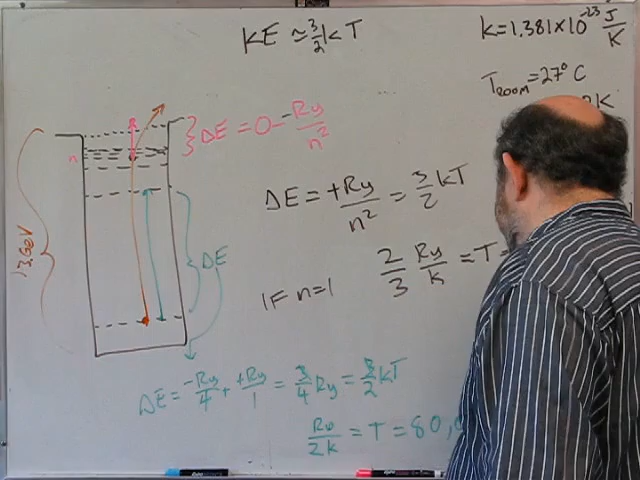 KE ≃ 3/2 kT
k = 1.381×10⁻²³ J/K
T_ROOM = 27°C
K
ΔE = 0 - -Ry/n²
n
ΔE = +Ry/n² = 3/2 kT
13.6eV
ΔE
IF n=1
2/3 Ry/k = T =
ΔE = -Ry/4 + +Ry/1 = 3/4 Ry = 3/2 kT
Ry/2k = T = 80,
EXPO